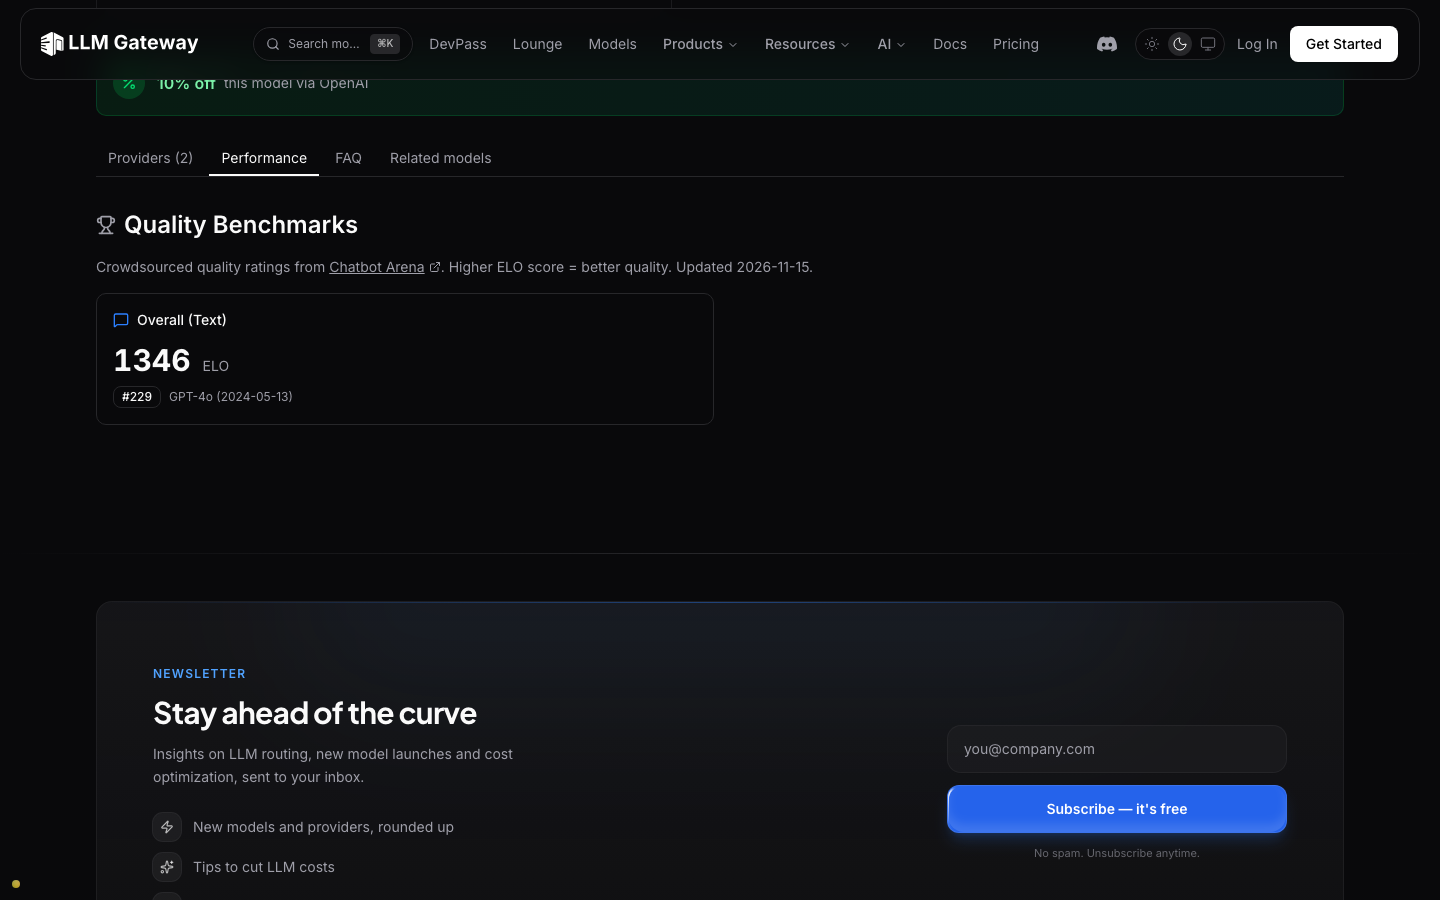 LLM Gateway
Search mo... ⌘K
DevPass
Lounge
Models
Products
Resources
AI
Docs
Pricing
Log In
Get Started
10% off this model via OpenAI
Providers (2)
Performance
FAQ
Related models
Quality Benchmarks
Crowdsourced quality ratings from Chatbot Arena. Higher ELO score = better quality. Updated 2026-11-15.
Overall (Text)
1346 ELO
#229 GPT-4o (2024-05-13)
NEWSLETTER
Stay ahead of the curve
Insights on LLM routing, new model launches and cost
optimization, sent to your inbox.
New models and providers, rounded up
Tips to cut LLM costs
you@company.com
Subscribe — it's free
No spam. Unsubscribe anytime.